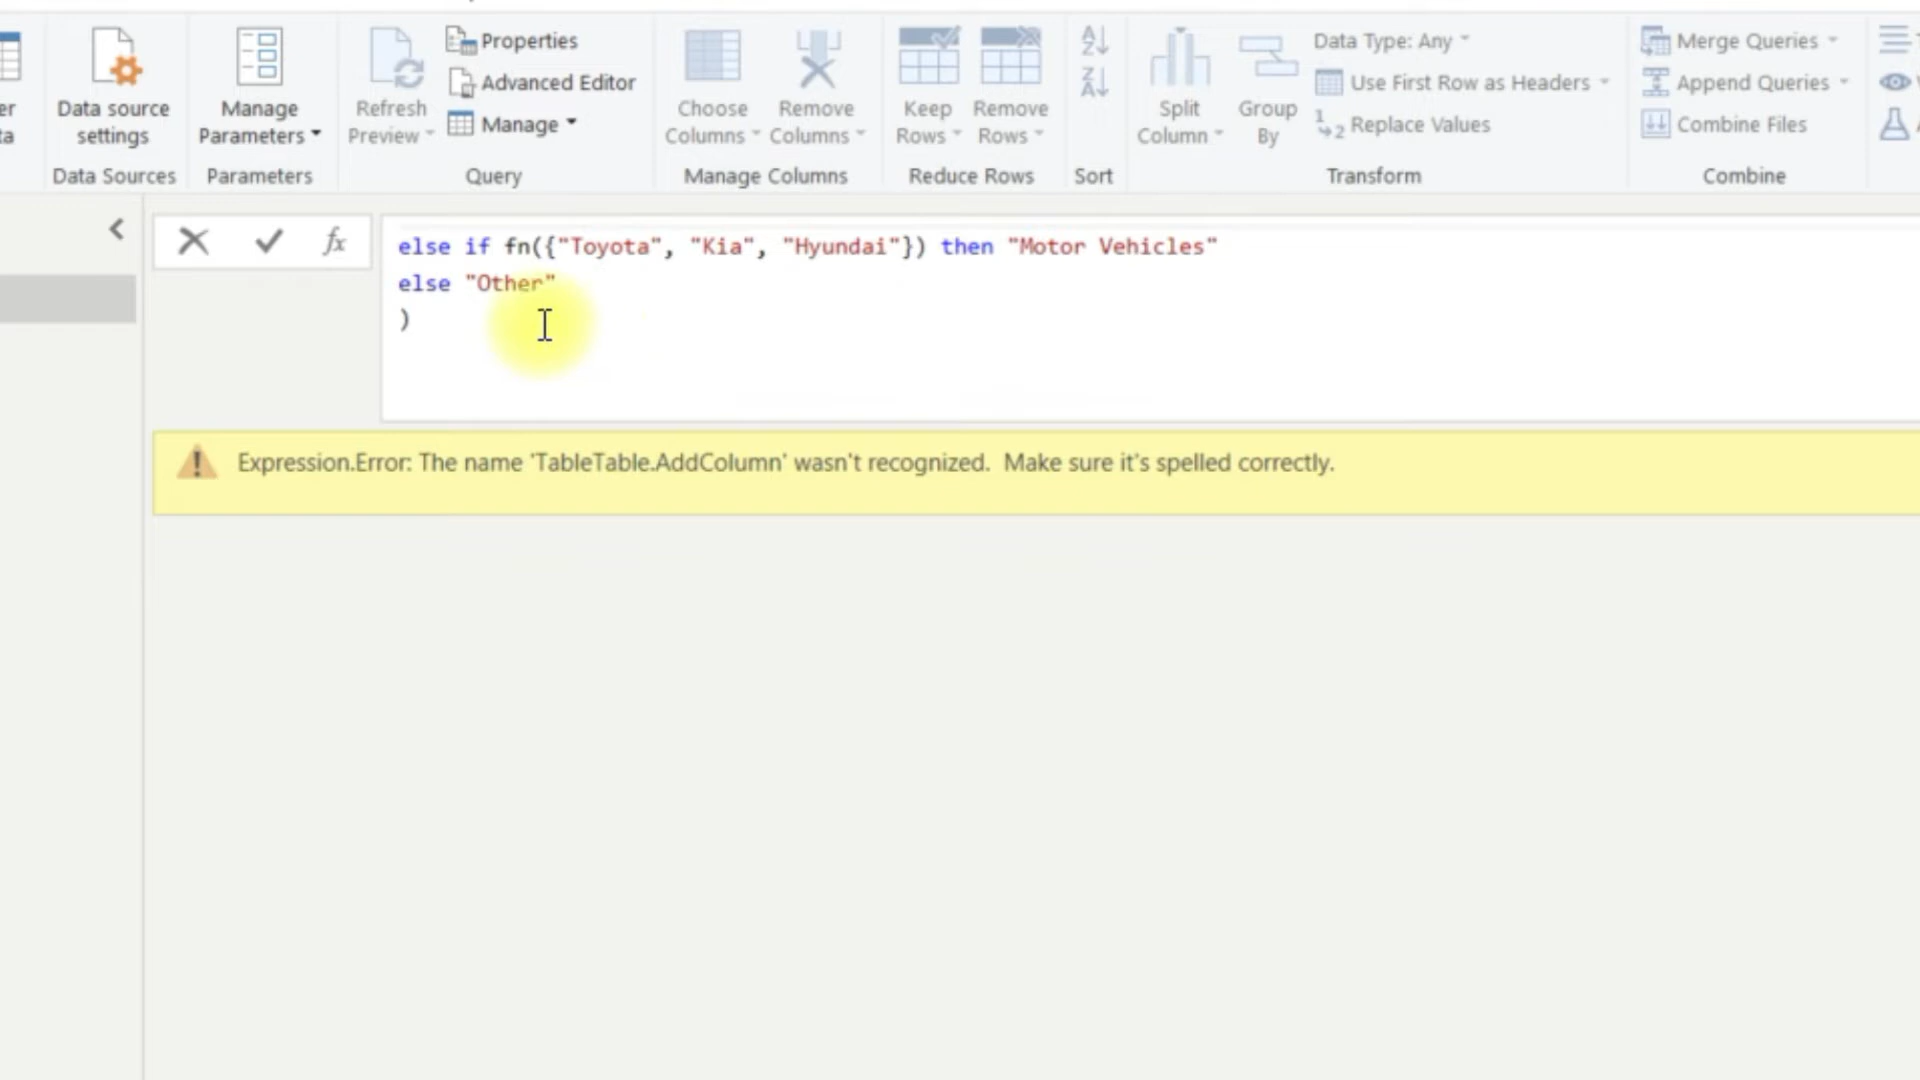 er
ta
Data source
settings
Data Sources
Manage
Parameters
Parameters
Refresh
Preview
Properties
Advanced Editor
Manage
Query
Choose
Columns
Remove
Columns
Manage Columns
Keep
Rows
Remove
Rows
Reduce Rows
Sort
Split
Column
Group
By
Data Type: Any
Use First Row as Headers
Replace Values
Transform
Merge Queries
Append Queries
Combine Files
Combine
fx
else if fn({"Toyota", "Kia", "Hyundai"}) then "Motor Vehicles"
else "Other"
)
Expression.Error: The name 'TableTable.AddColumn' wasn't recognized. Make sure it's spelled correctly.